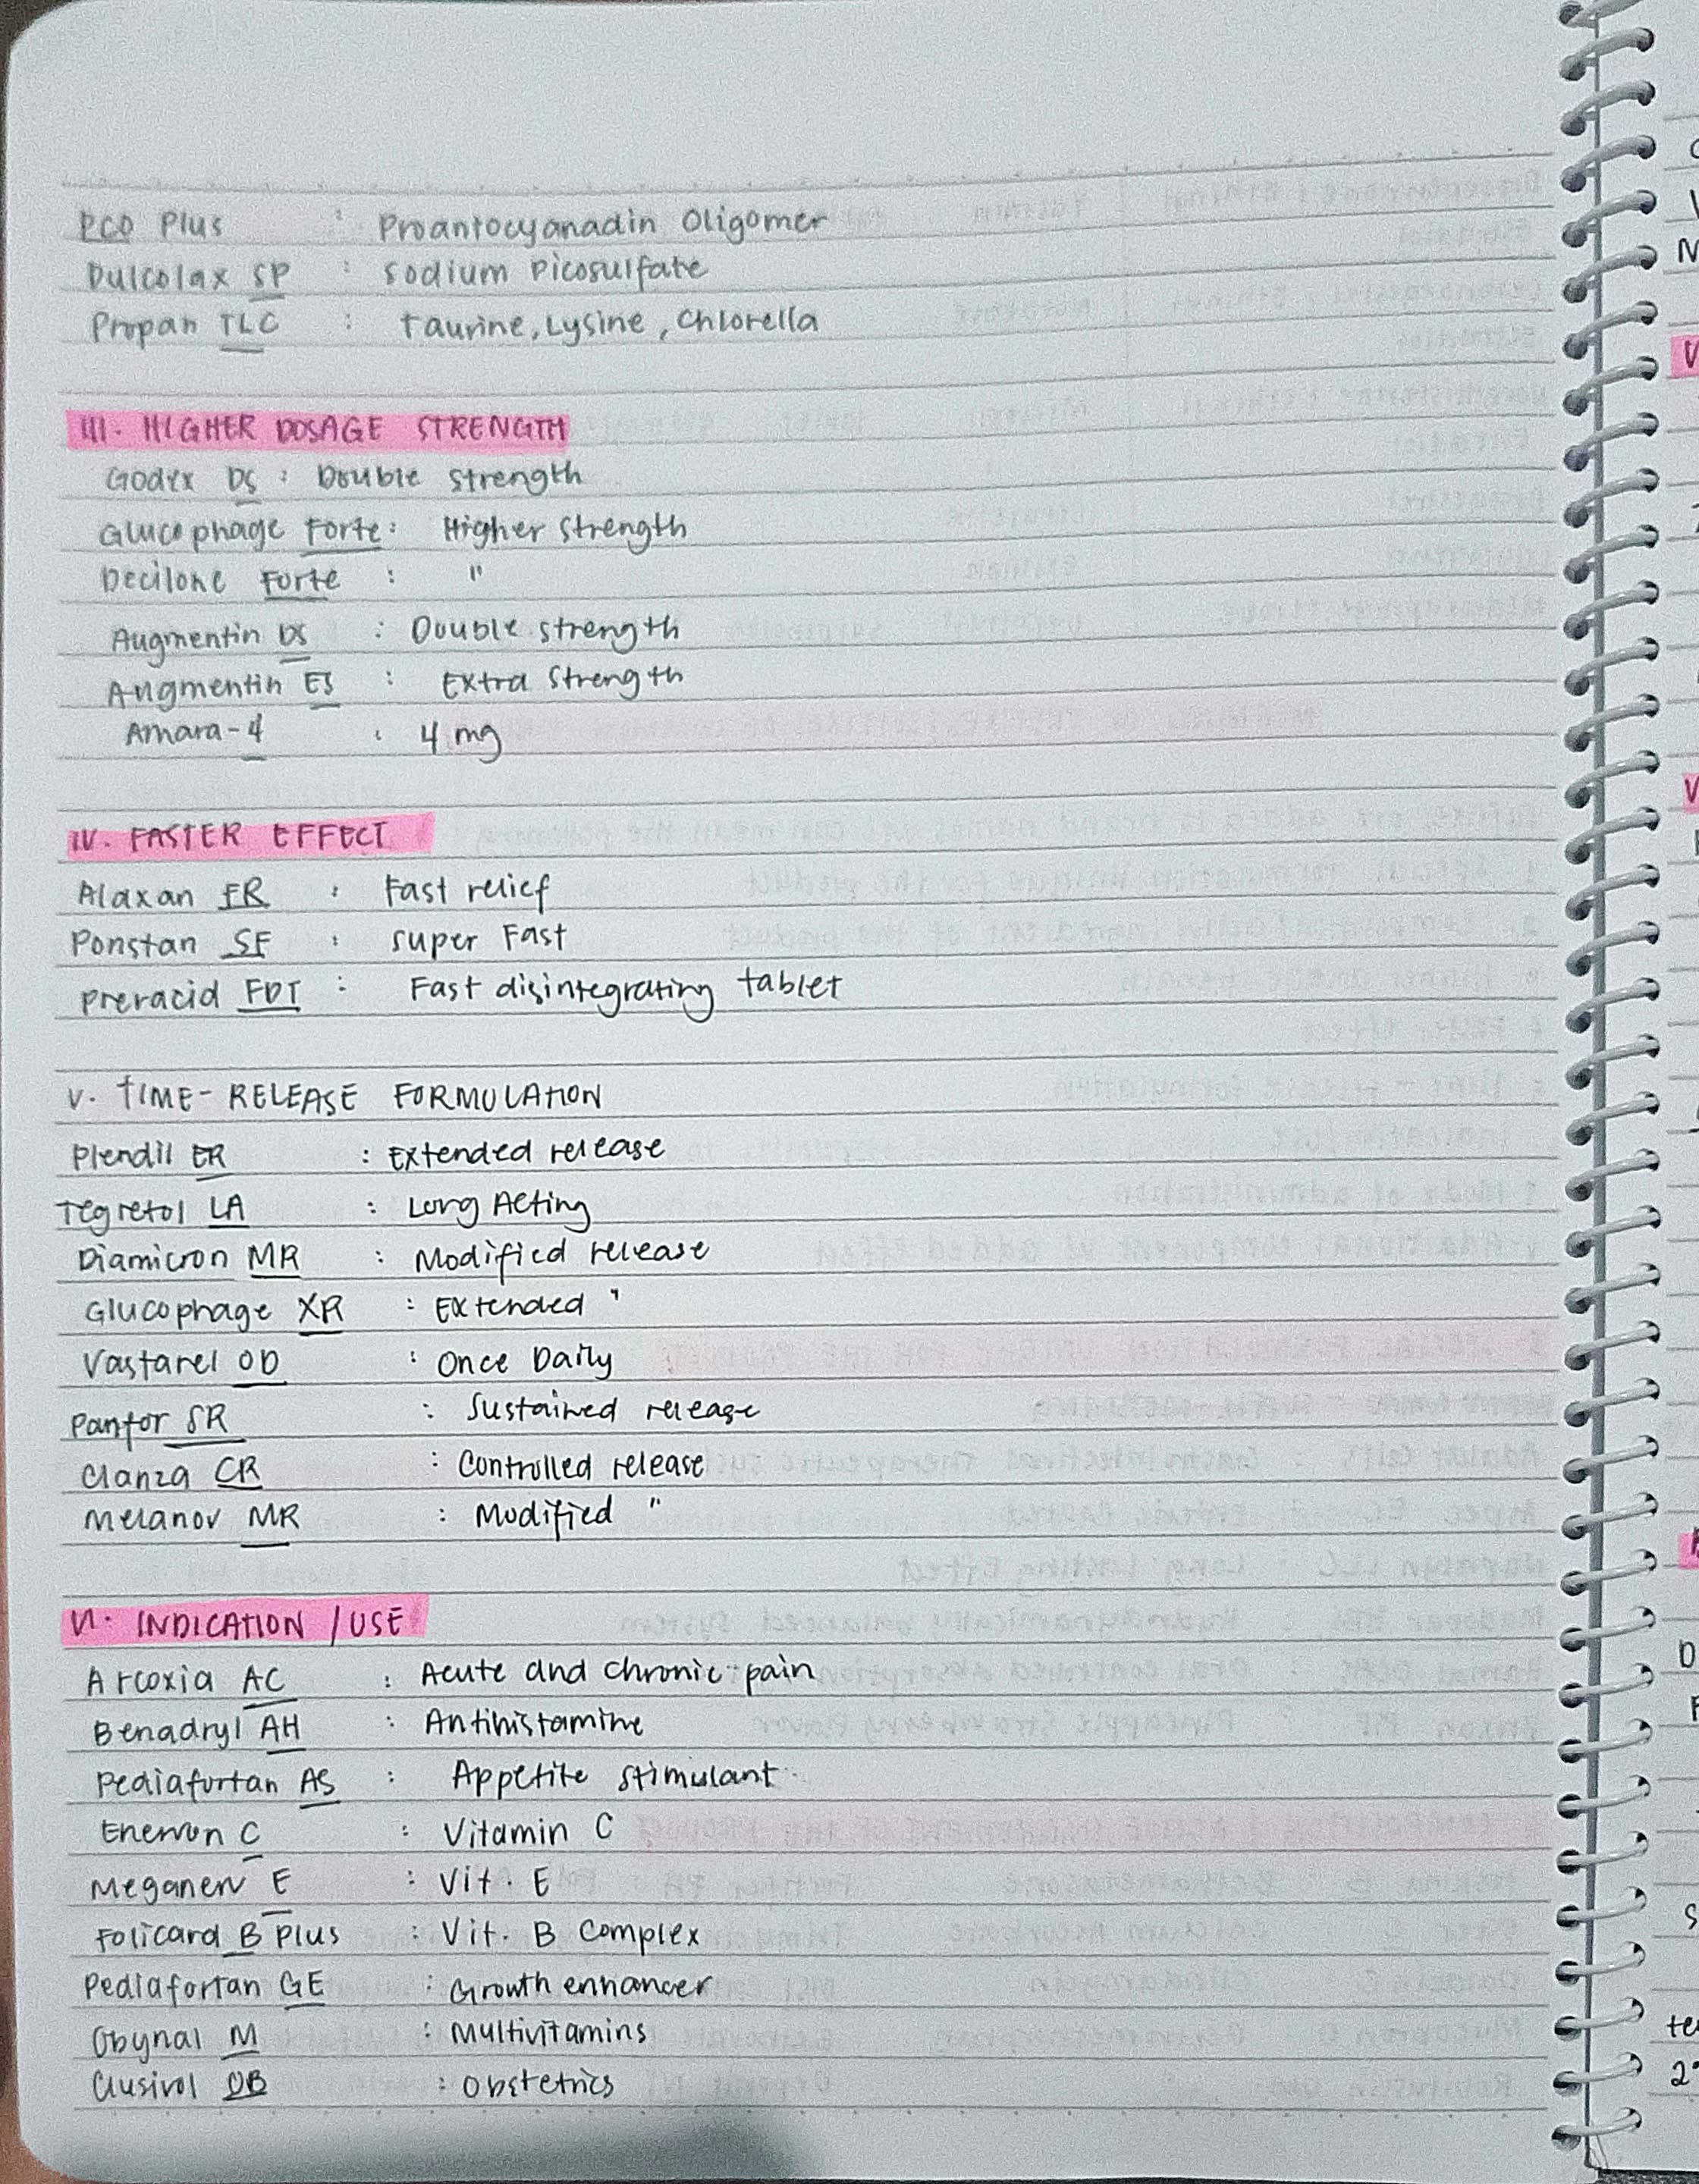 PCO Plus : Proantocyanadin Oligomer
Dulcolax SP : Sodium Picosulfate
Propan TLC : Taurine, Lysine, Chlorella
III. HIGHER DOSAGE STRENGTH
Godex DS : Double Strength
Glucophage Forte : Higher Strength
Decilone Forte : "
Augmentin DS : Double strength
Augmentin ES : Extra Strength
Amara-4 : 4 mg
IV. FASTER EFFECT
Alaxan FR : Fast relief
Ponstan SF : Super Fast
Preracid FDT : Fast disintegrating tablet
V. TIME-RELEASE FORMULATION
Plendil ER : Extended release
Tegretol LA : Long Acting
Diamicron MR : Modified release
Glucophage XR : Extended "
Vastarel OD : Once Daily
Panfor SR : Sustained release
Clanza CR : Controlled release
Melanov MR : Modified "
VI. INDICATION / USE
Arcoxia AC : Acute and chronic pain
Benadryl AH : Antihistamine
Pediafortan AS : Appetite stimulant
Enervon C : Vitamin C
Meganerv E : Vit. E
Folicard B Plus : Vit. B Complex
Pediafortan GE : Growth enhancer
Obynal M : Multivitamins
Clusivol OB : Obstetrics